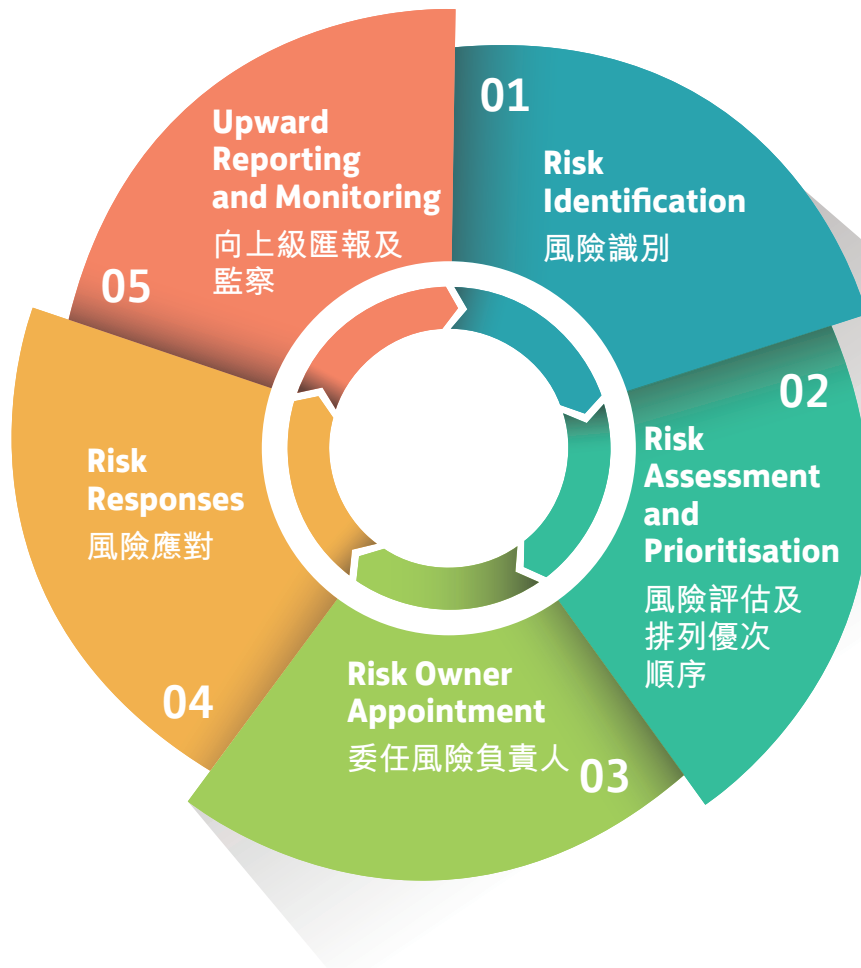 01
Risk
Identification
風險識別
02
Risk
Assessment
and
Prioritisation
風險評估及
排列優次
順序
Risk Owner
Appointment
委任風險負責人
03
Risk
Responses
風險應對
04
Upward
Reporting
and Monitoring
向上級匯報及
監察
05